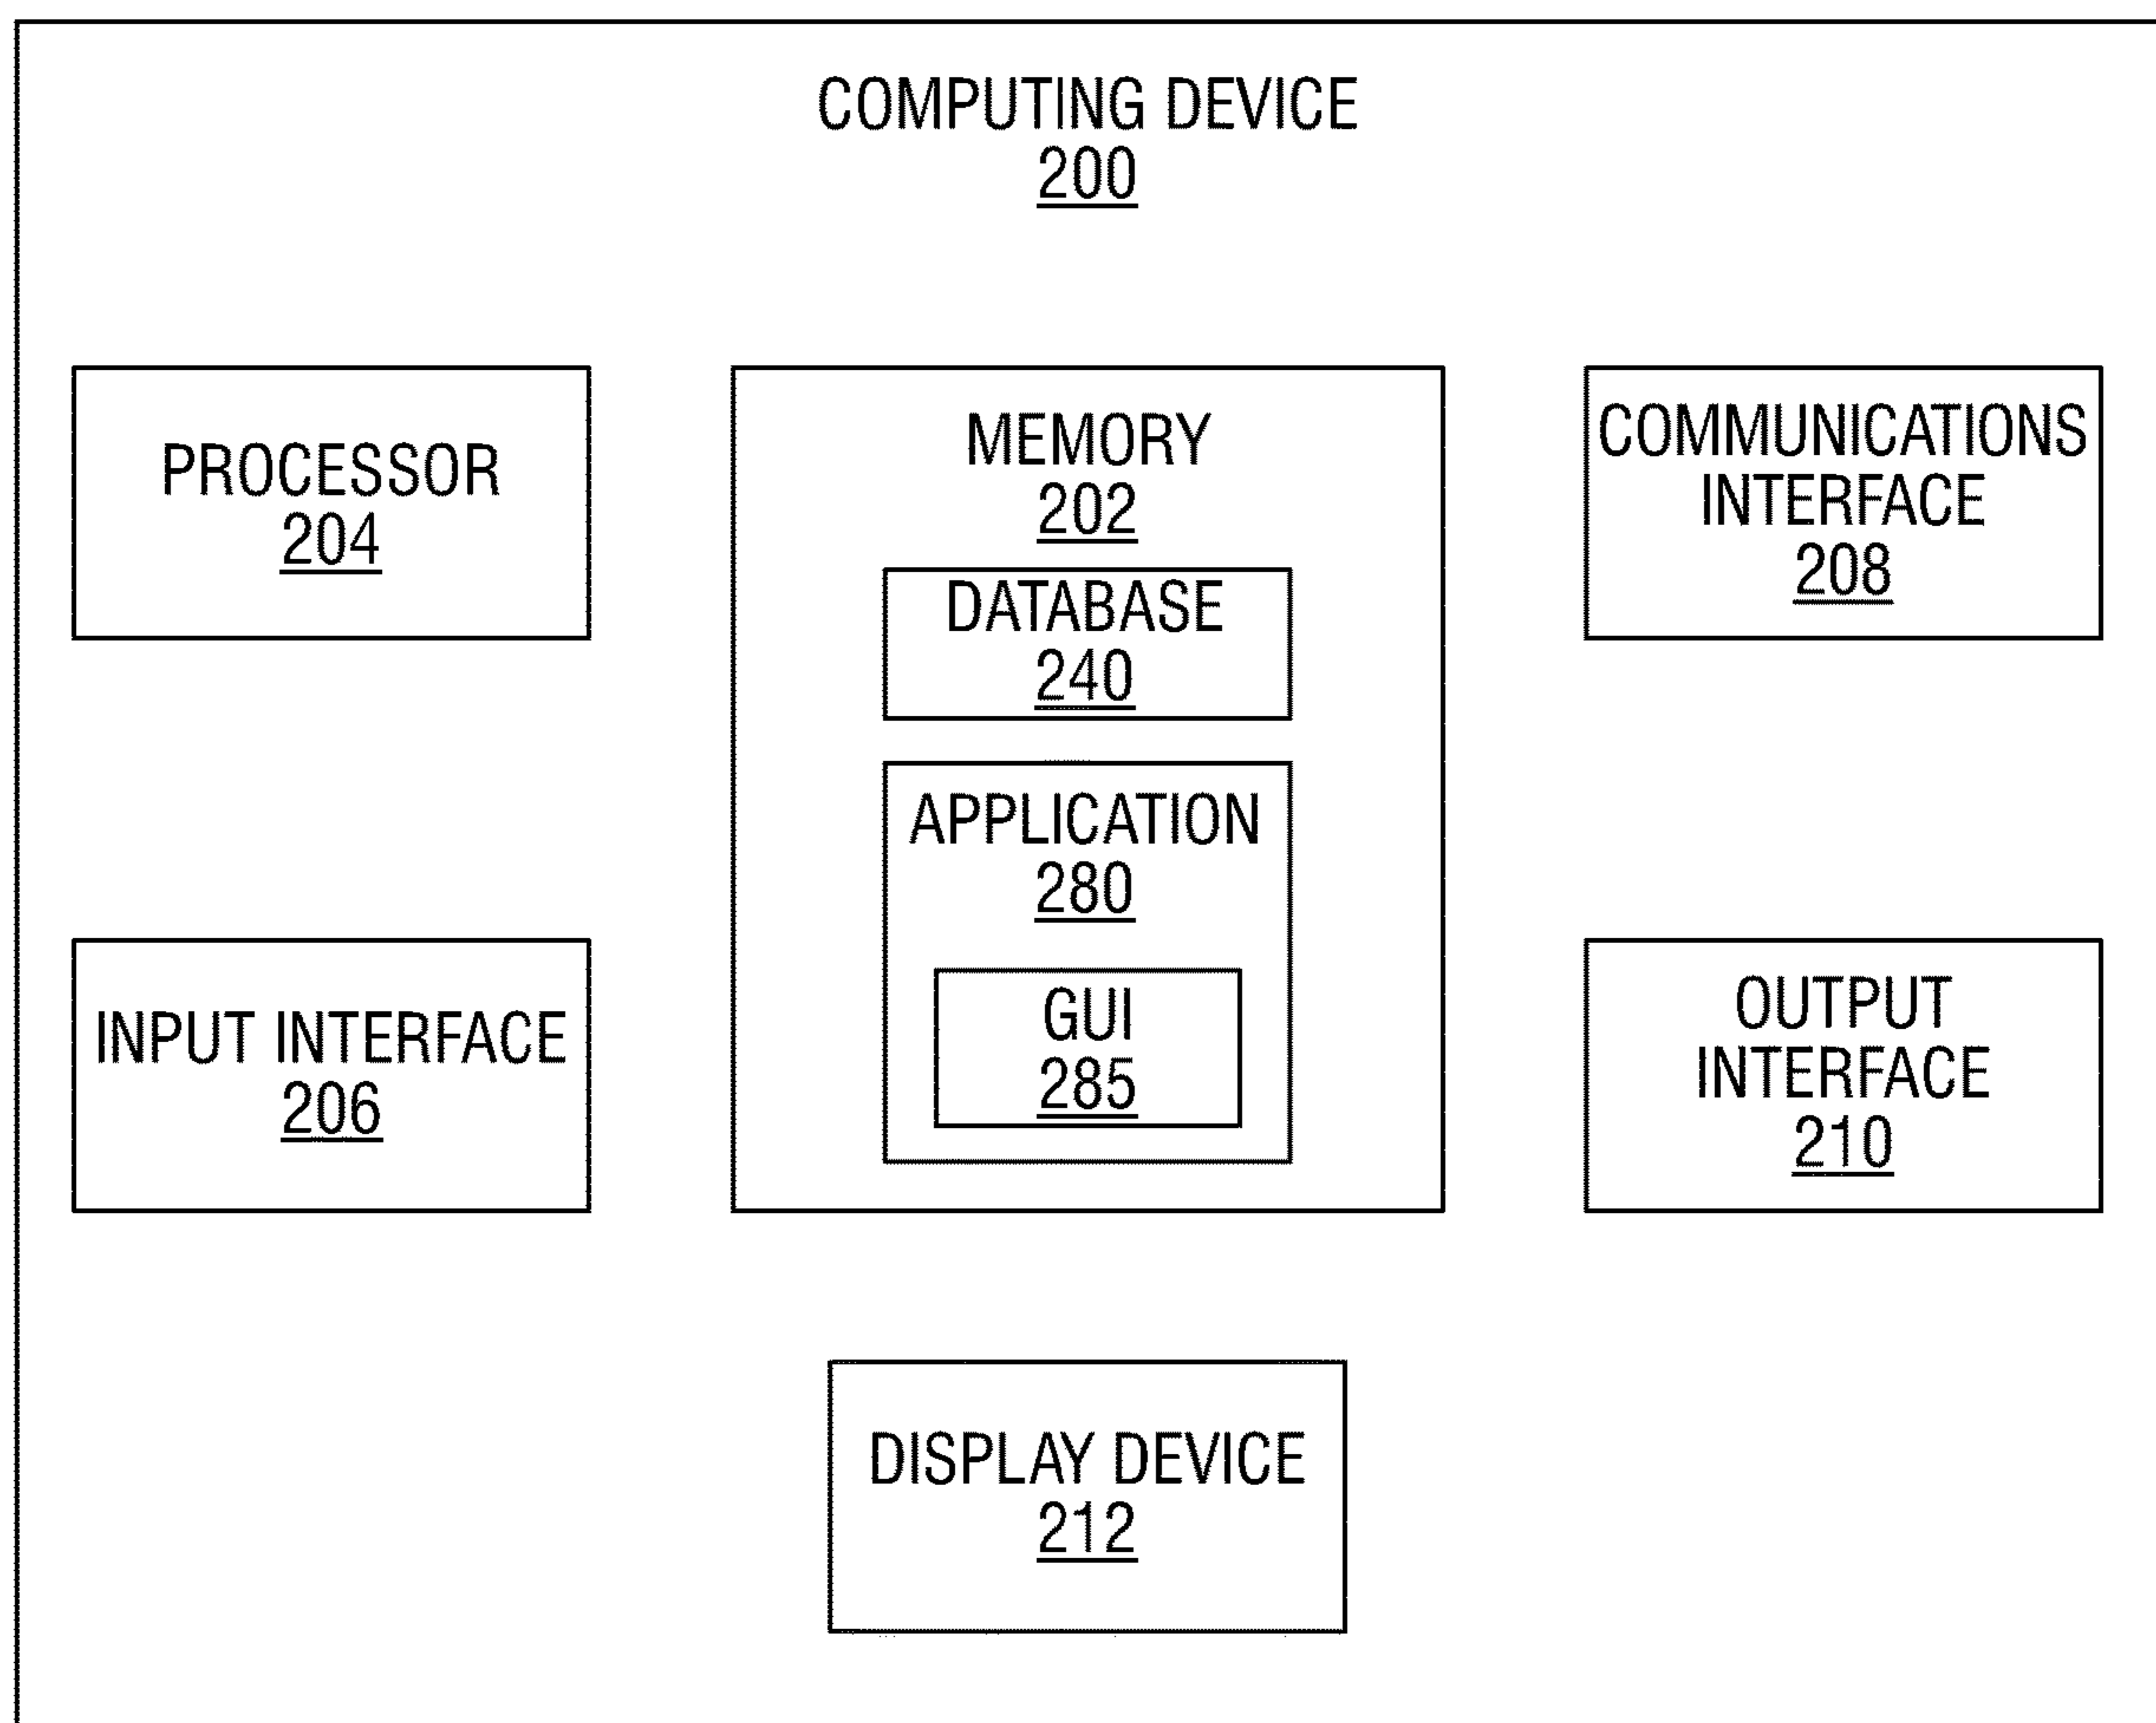 COMPUTING DEVICE
200
PROCESSOR
204
MEMORY
202
DATABASE
240
APPLICATION
280
GUI
285
COMMUNICATIONS
INTERFACE
208
INPUT INTERFACE
206
OUTPUT
INTERFACE
210
DISPLAY DEVICE
212